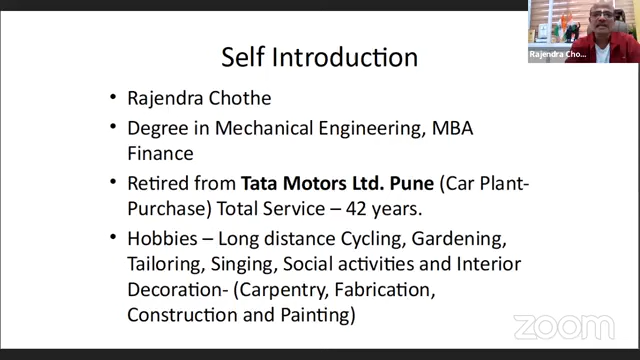 Rajendra Cho...
Self Introduction
• Rajendra Chothe
• Degree in Mechanical Engineering, MBA
Finance
• Retired from Tata Motors Ltd. Pune (Car Plant-
Purchase) Total Service – 42 years.
• Hobbies – Long distance Cycling, Gardening,
Tailoring, Singing, Social activities and Interior
Decoration- (Carpentry, Fabrication,
Construction and Painting)
zoom